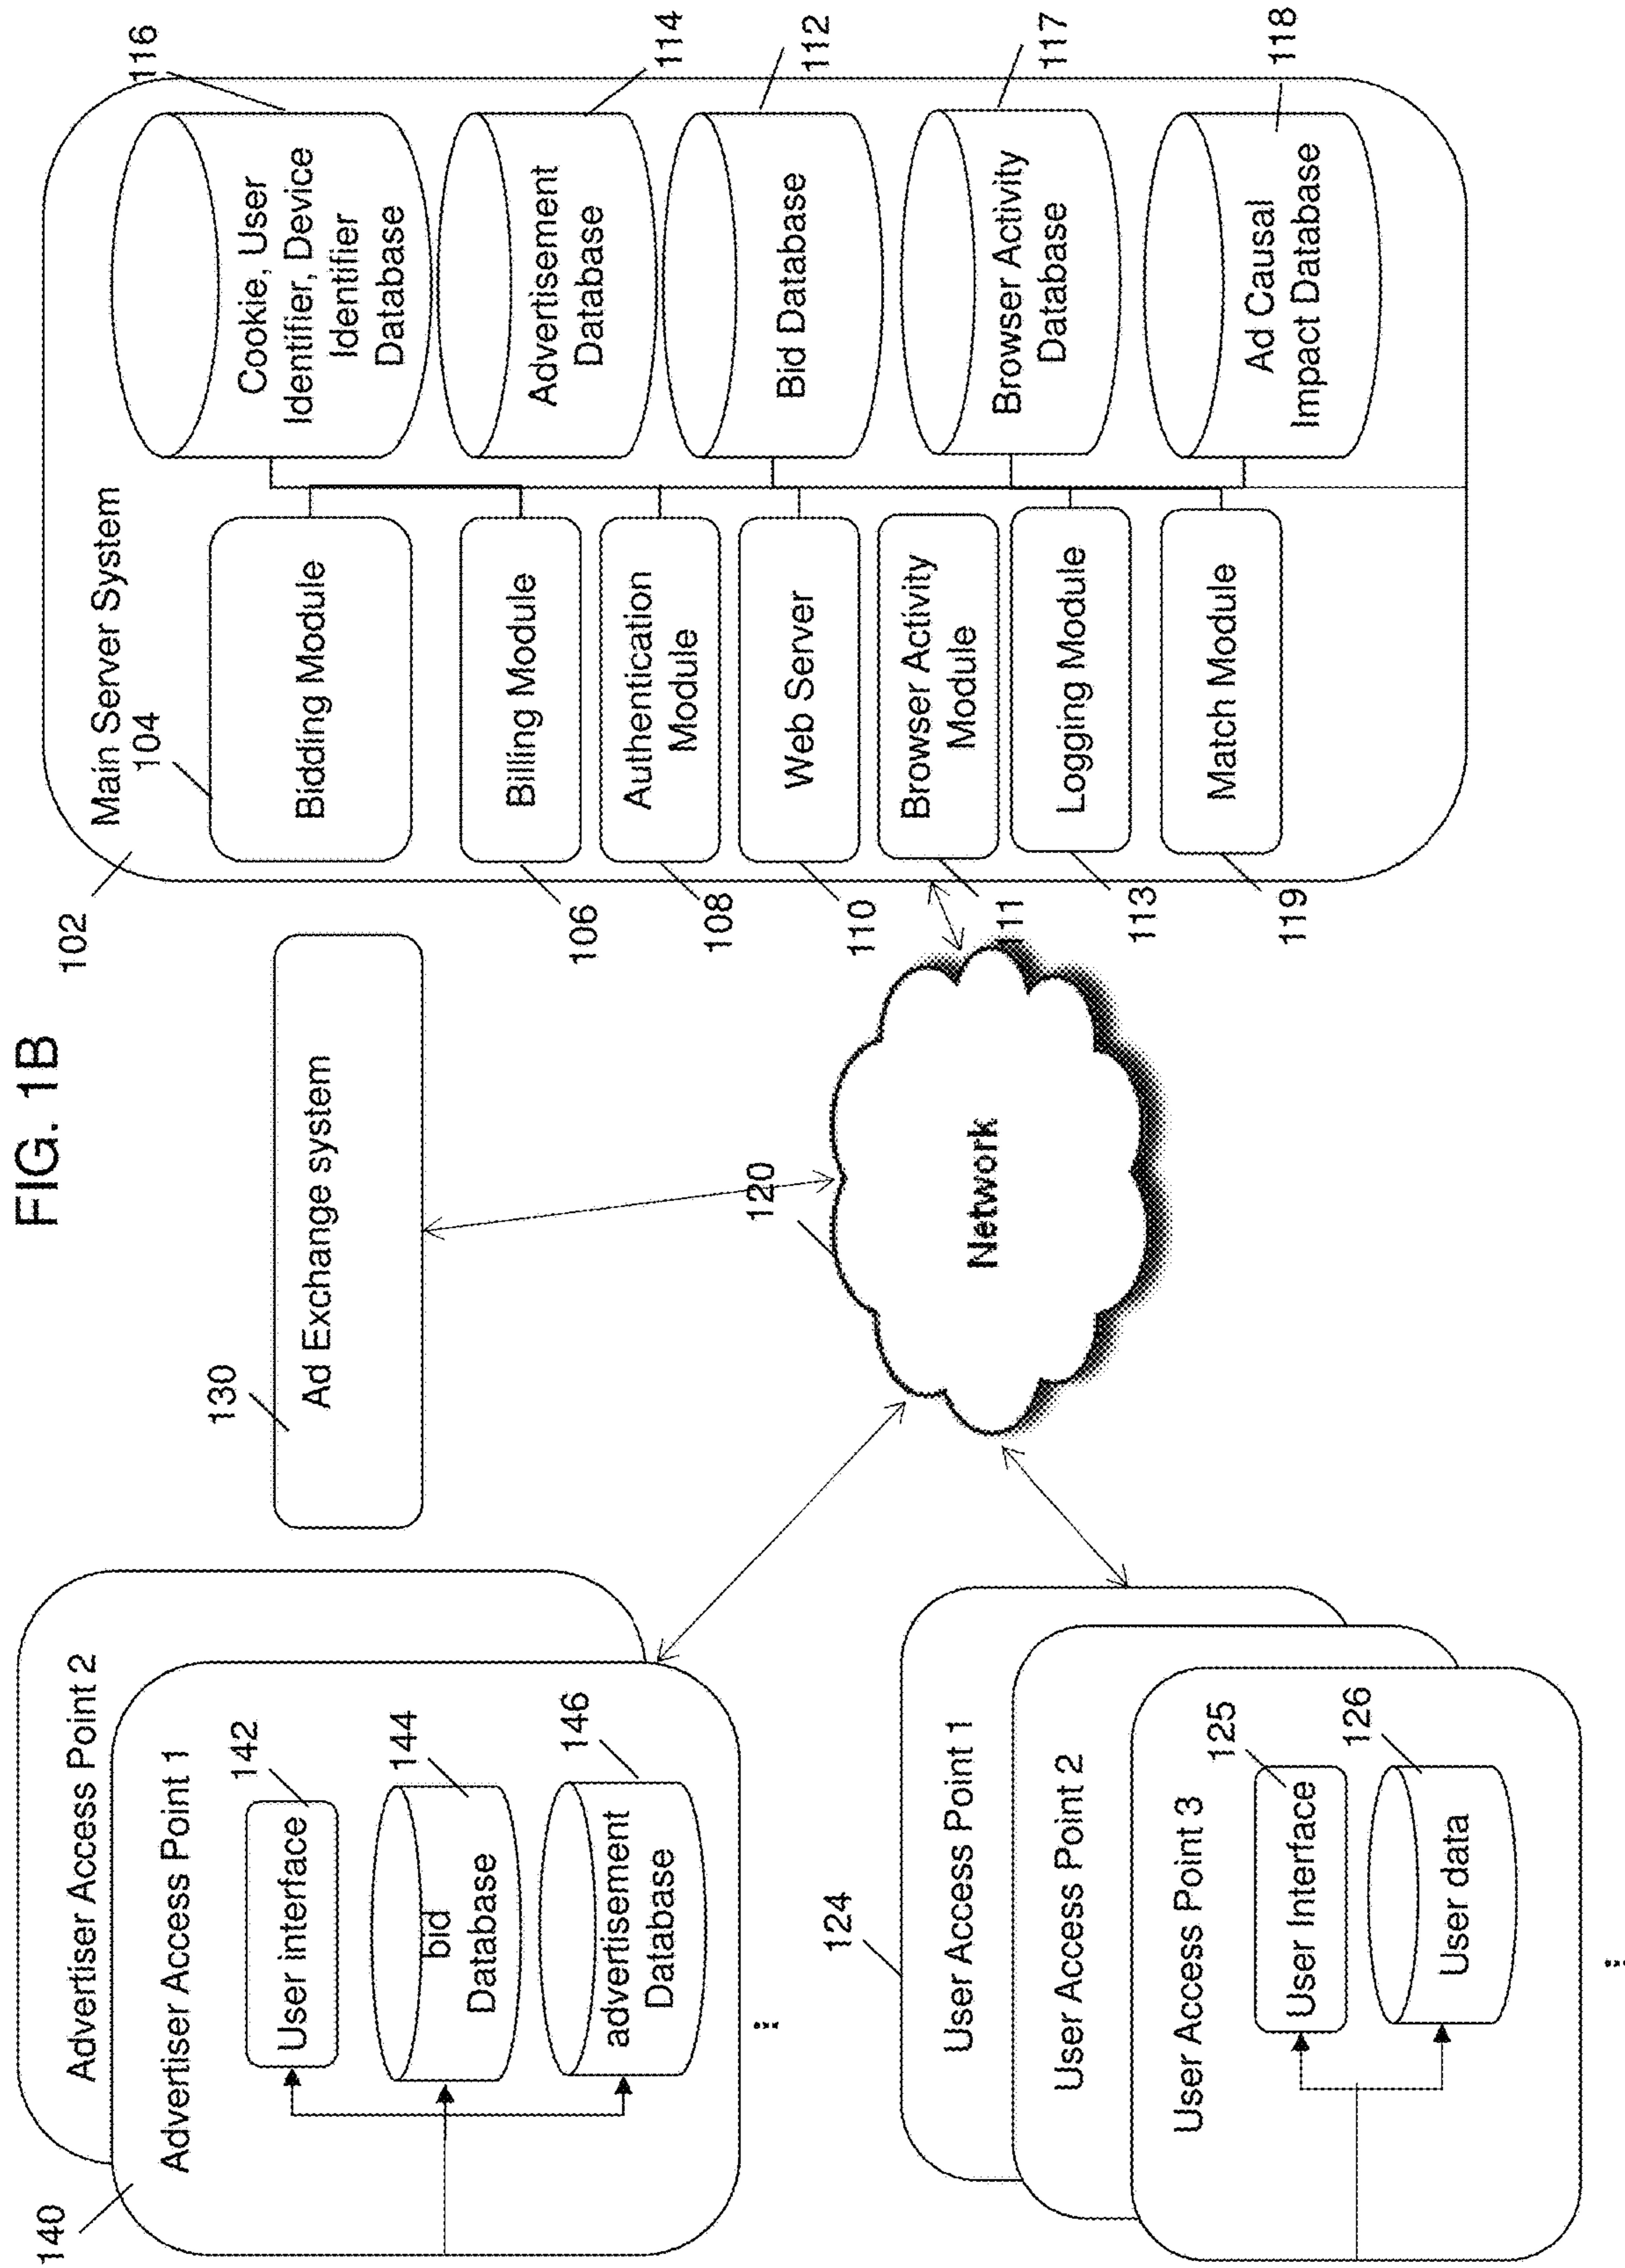 FIG. 1B
140
Advertiser Access Point 2
Advertiser Access Point 1
142
User interface
144
bid
Database
146
advertisement
Database
130
Ad Exchange system
120
Network
124
User Access Point 1
User Access Point 2
User Access Point 3
125
User Interface
126
User data
102
Main Server System
104
Bidding Module
106
Billing Module
108
Authentication
Module
110
Web Server
111
Browser Activity
Module
113
Logging Module
119
Match Module
116
Cookie, User
Identifier, Device
Identifier
Database
114
Advertisement
Database
112
Bid Database
117
Browser Activity
Database
118
Ad Causal
Impact Database